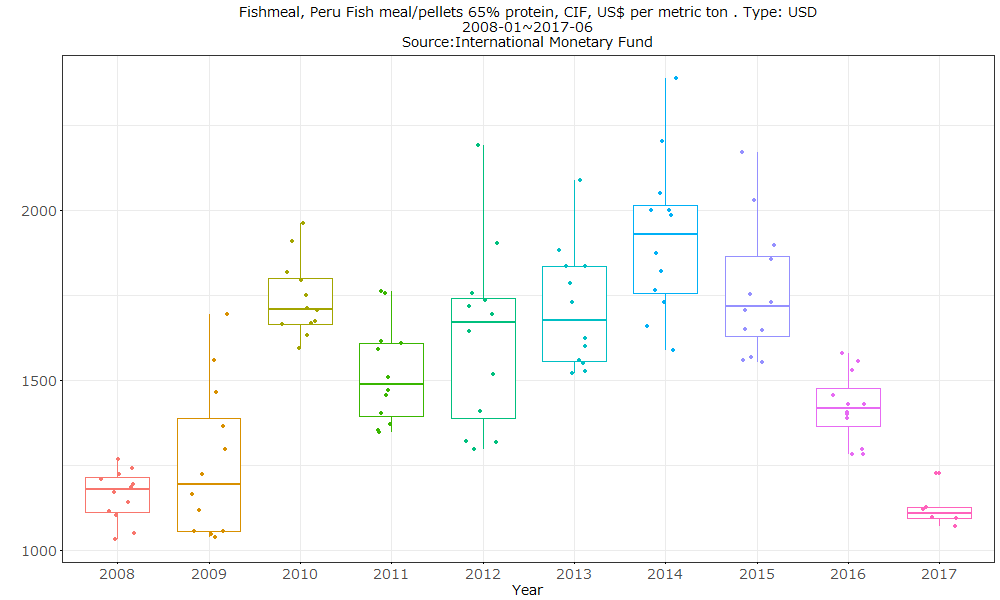 Fishmeal, Peru Fish meal/pellets 65% protein, CIF, US$ per metric ton . Type: USD
2008-01~2017-06
Source:International Monetary Fund
2000
1500
1000
2008 2009 2010 2011 2012 2013 2014 2015 2016 2017
Year